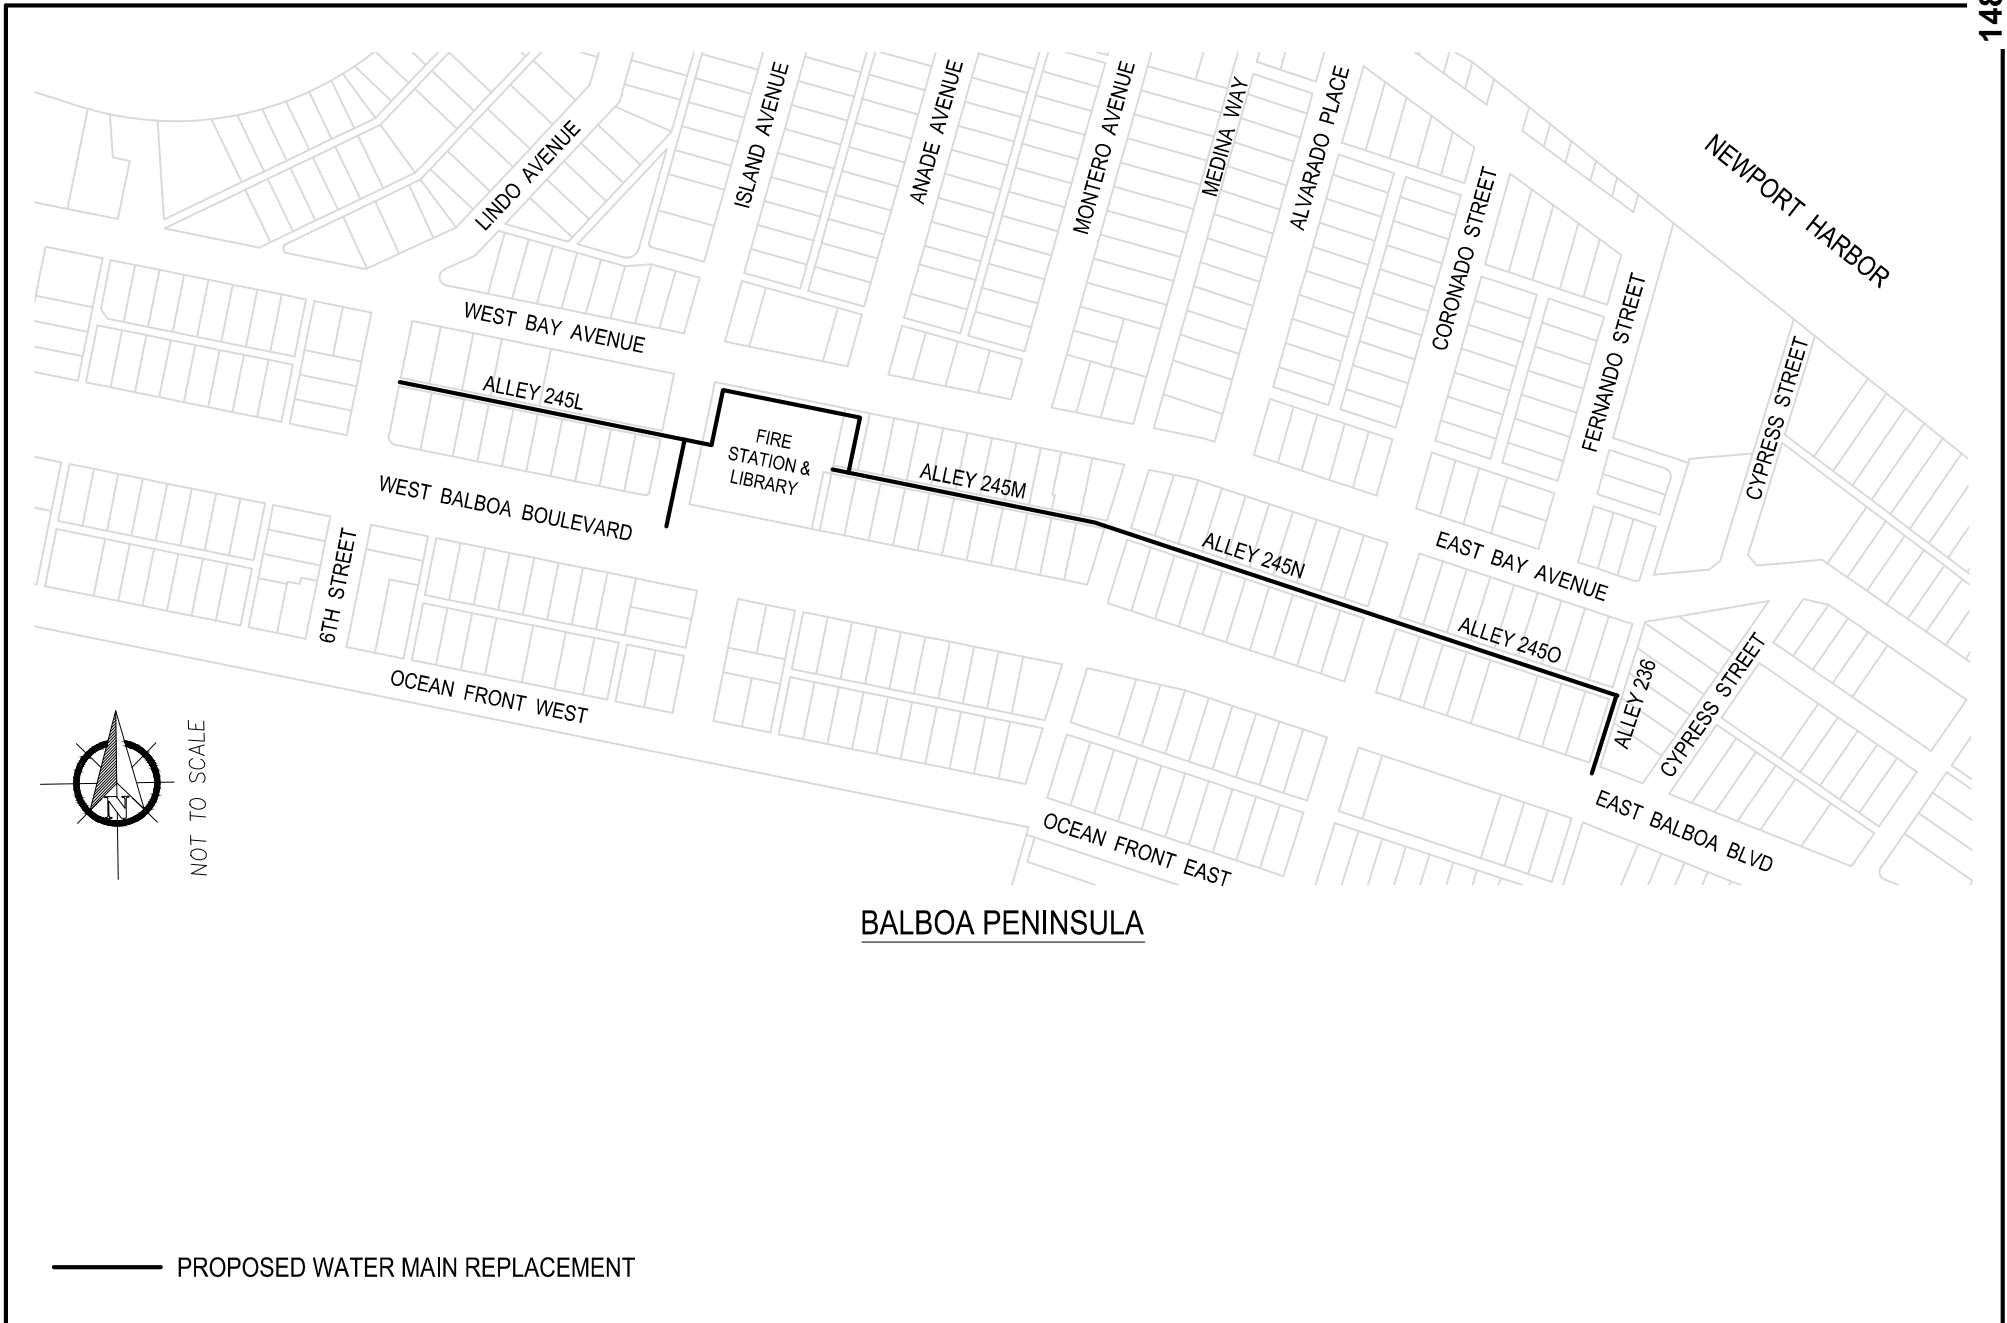 148
ISLAND AVENUE
ANADE AVENUE
MONTERO AVENUE
MEDINA WAY
ALVARADO PLACE
LINDO AVENUE
NEWPORT HARBOR
CORONADO STREET
FERNANDO STREET
CYPRESS STREET
WEST BAY AVENUE
ALLEY 245L
FIRE
STATION &
LIBRARY
ALLEY 245M
WEST BALBOA BOULEVARD
ALLEY 245N
EAST BAY AVENUE
6TH STREET
ALLEY 245O
ALLEY 236
CYPRESS STREET
OCEAN FRONT WEST
N
NOT TO SCALE
OCEAN FRONT EAST
EAST BALBOA BLVD
BALBOA PENINSULA
PROPOSED WATER MAIN REPLACEMENT